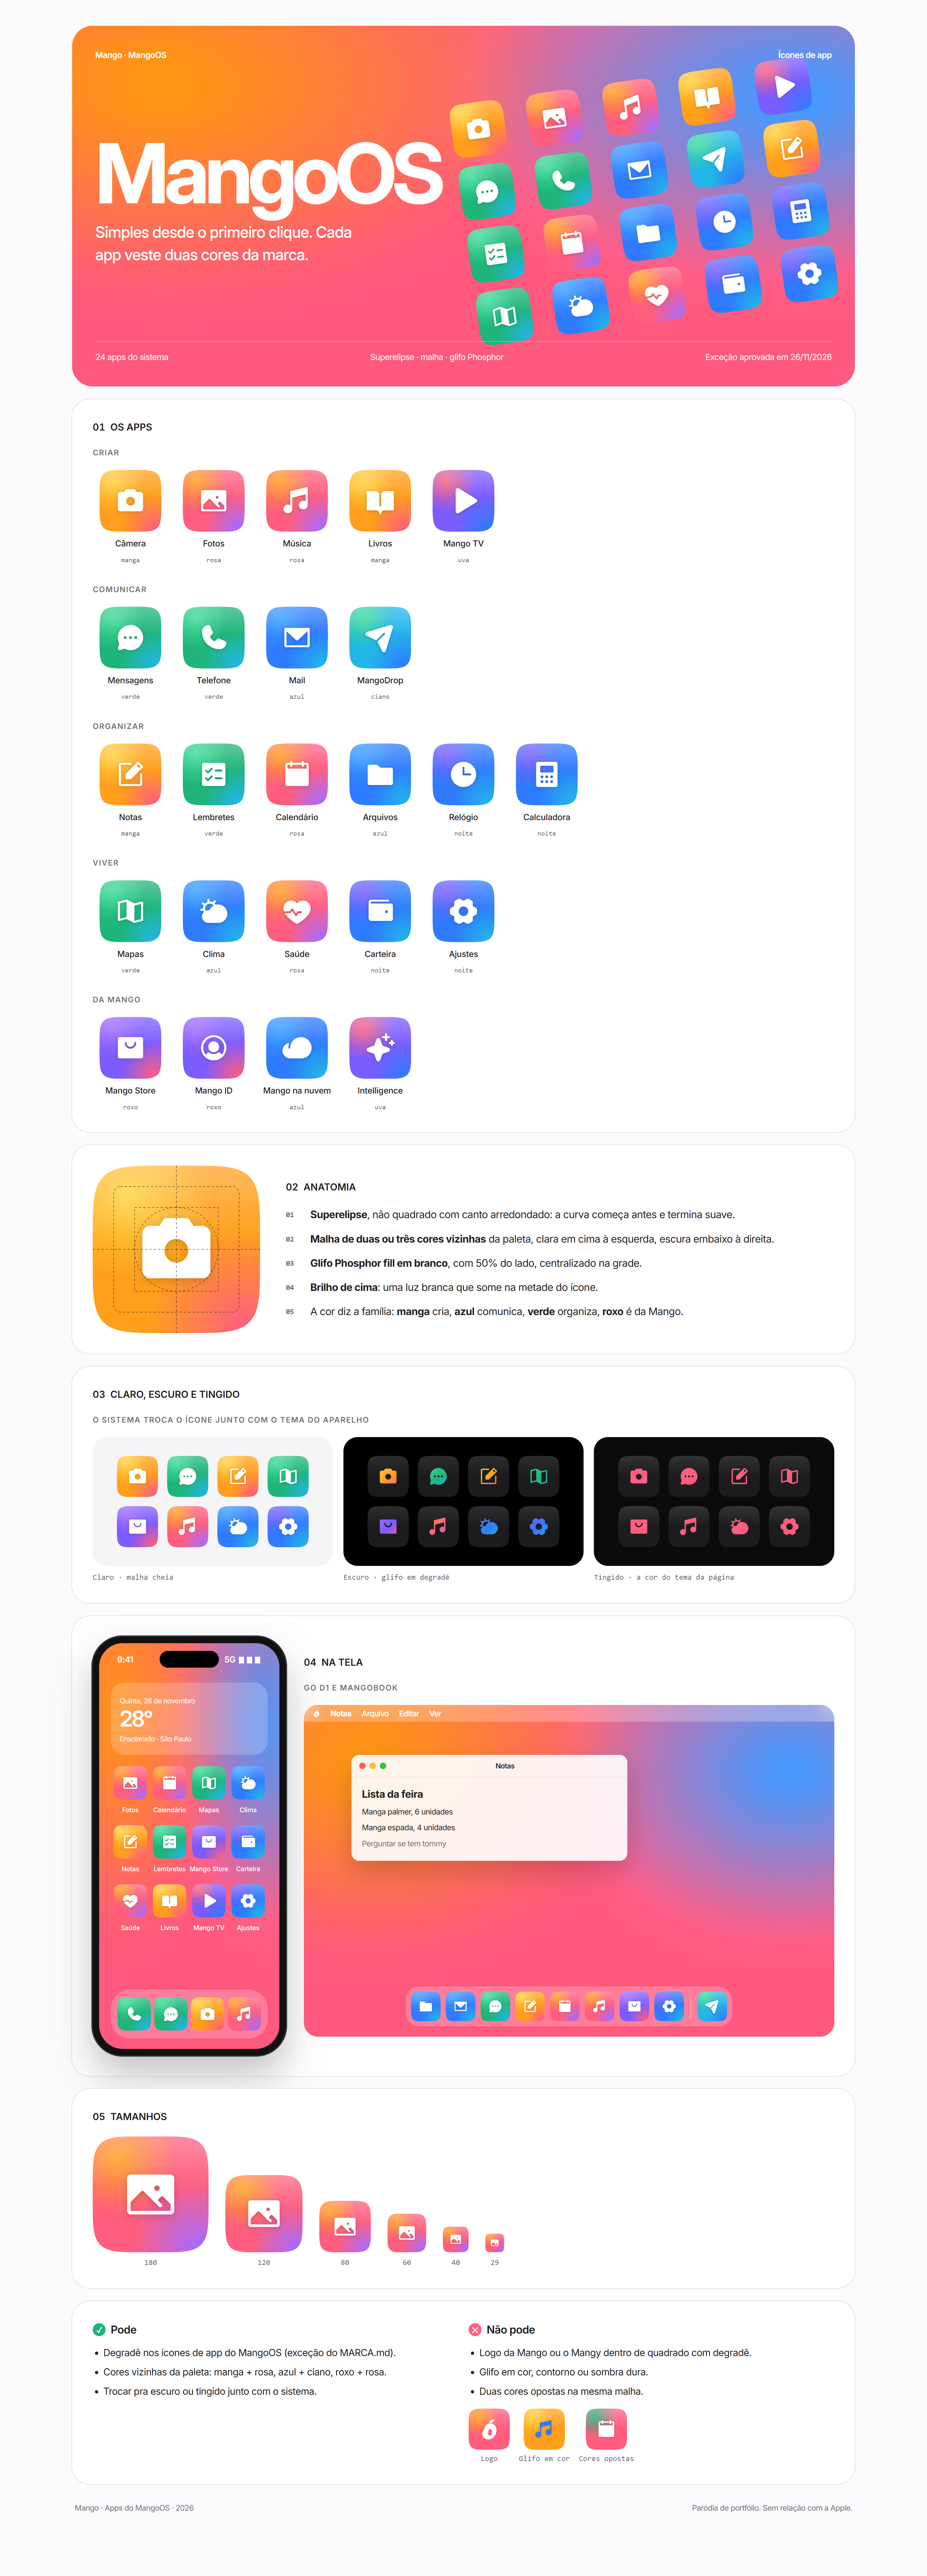 Mango · MangoOS
Ícones de app
MangoOS
Simples desde o primeiro clique. Cada
app veste duas cores da marca.
24 apps do sistema
Superelipse · malha · glifo Phosphor
Exceção aprovada em 26/11/2026
01 OS APPS
CRIAR
Câmera
Fotos
Música
Livros
Mango TV
manga
rosa
rosa
manga
uva
COMUNICAR
Mensagens
Telefone
Mail
MangoDrop
verde
verde
azul
ciano
ORGANIZAR
Notas
Lembretes
Calendário
Arquivos
Relógio
Calculadora
manga
verde
rosa
azul
noite
noite
VIVER
Mapas
Clima
Saúde
Carteira
Ajustes
verde
azul
rosa
noite
noite
DA MANGO
Mango Store
Mango ID
Mango na nuvem
Intelligence
roxo
roxo
azul
uva
02 ANATOMIA
01 Superelipse, não quadrado com canto arredondado: a curva começa antes e termina suave.
02 Malha de duas ou três cores vizinhas da paleta, clara em cima à esquerda, escura embaixo à direita.
03 Glifo Phosphor fill em branco, com 50% do lado, centralizado na grade.
04 Brilho de cima: uma luz branca que some na metade do ícone.
05 A cor diz a família: manga cria, azul comunica, verde organiza, roxo é da Mango.
03 CLARO, ESCURO E TINGIDO
O SISTEMA TROCA O ÍCONE JUNTO COM O TEMA DO APARELHO
Claro · malha cheia
Escuro · glifo em degradê
Tingido · a cor do tema da página
9:41
5G
Quinta, 26 de novembro
28º
Ensolarado · São Paulo
Fotos
Calendário
Mapas
Clima
Notas
Lembretes
Mango Store
Carteira
Saúde
Livros
Mango TV
Ajustes
04 NA TELA
GO D1 E MANGOBOOK
Notas
Arquivo
Editar
Ver
Notas
Lista da feira
Manga palmer, 6 unidades
Manga espada, 4 unidades
Perguntar se tem tommy
05 TAMANHOS
180
120
80
60
40
29
Pode
• Degradê nos ícones de app do MangoOS (exceção do MARCA.md).
• Cores vizinhas da paleta: manga + rosa, azul + ciano, roxo + rosa.
• Trocar pra escuro ou tingido junto com o sistema.
Não pode
• Logo da Mango ou o Mangy dentro de quadrado com degradê.
• Glifo em cor, contorno ou sombra dura.
• Duas cores opostas na mesma malha.
Logo
Glifo em cor
Cores opostas
Mango · Apps do MangoOS · 2026
Paródia de portfólio. Sem relação com a Apple.